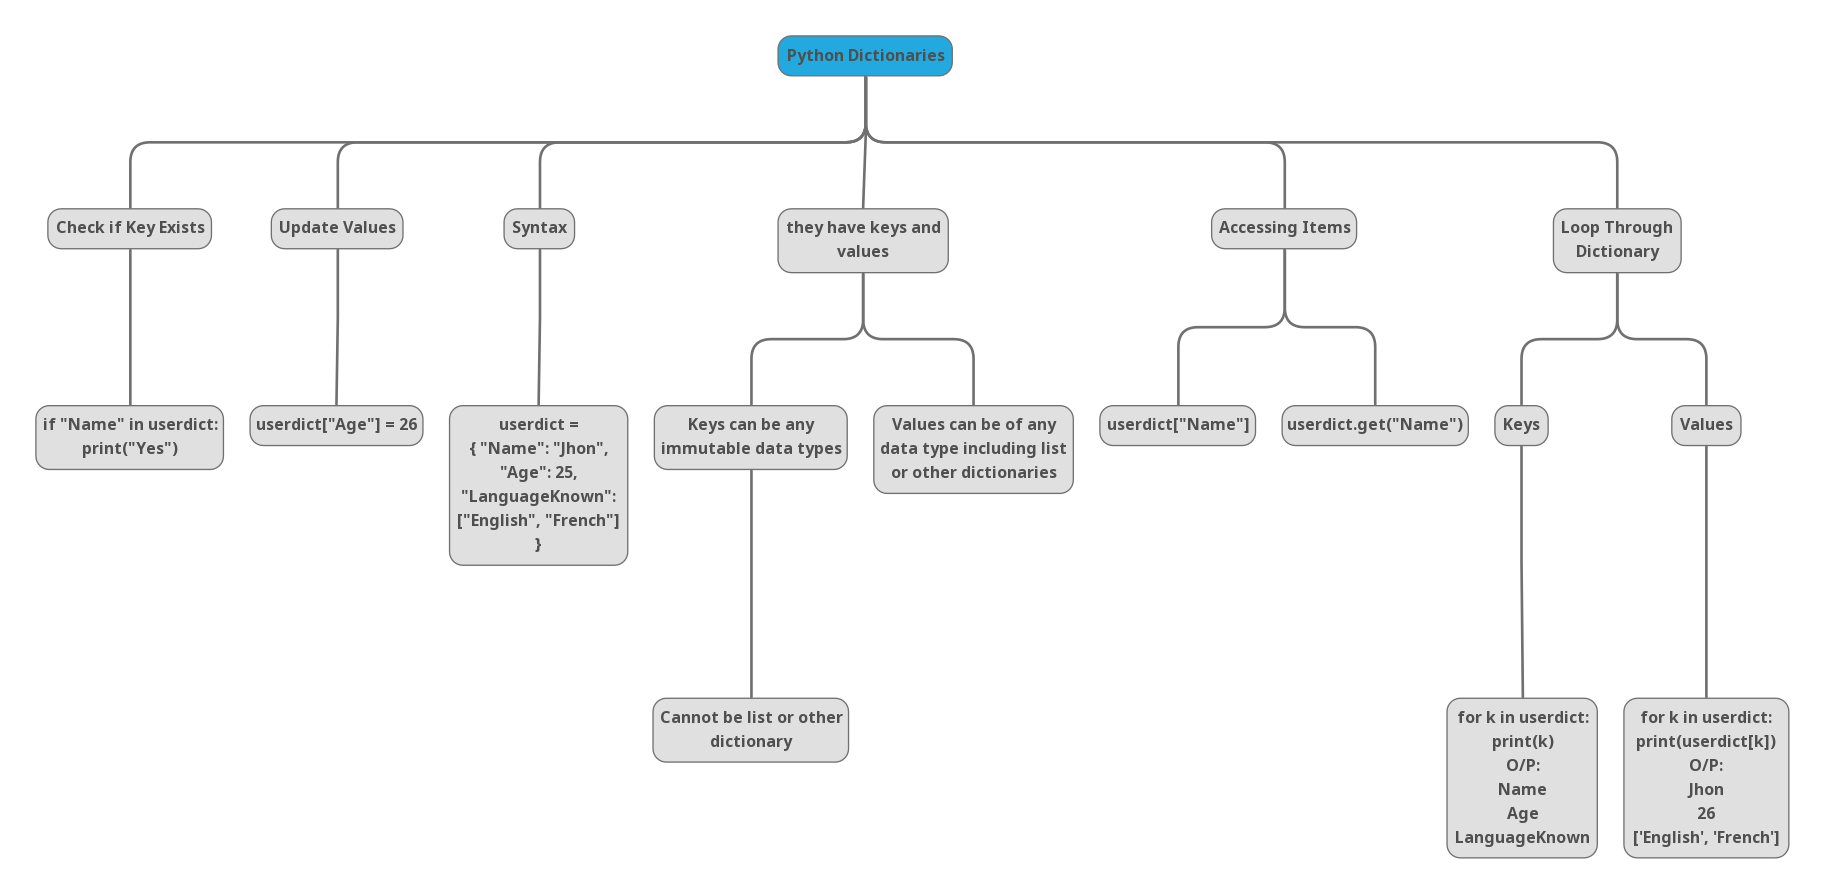 Python Dictionaries
Check if Key Exists
Update Values
Syntax
they have keys and
values
Accessing Items
Loop Through
Dictionary
if "Name" in userdict:
print("Yes")
userdict["Age"] = 26
userdict =
{ "Name": "Jhon",
"Age": 25,
"LanguageKnown":
["English", "French"]
}
Keys can be any
immutable data types
Values can be of any
data type including list
or other dictionaries
userdict["Name"]
userdict.get("Name")
Keys
Values
Cannot be list or other
dictionary
for k in userdict:
print(k)
O/P:
Name
Age
LanguageKnown
for k in userdict:
print(userdict[k])
O/P:
Jhon
26
['English', 'French']